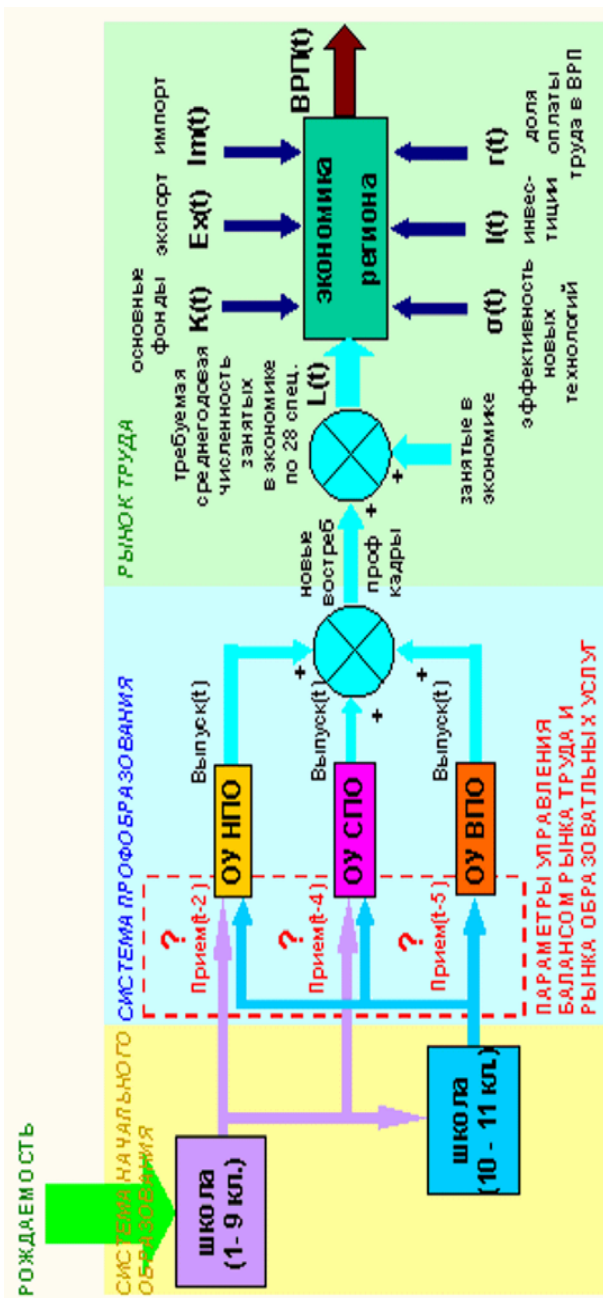 РОЖДАЕМОСТЬ
СИСТЕМА НАЧАЛЬНОГО
ОБРАЗОВАНИЯ
школа
(1- 9 кл.)
школа
(10 - 11 кл.)
СИСТЕМА ПРОФОБРАЗОВАНИЯ
?
Прием(t-2)
?
Прием(t-4)
?
Прием(t-5)
ОУ НПО
ОУ СПО
ОУ ВПО
Выпуск(t)
Выпуск(t)
Выпуск(t)
+
+
+
ПАРАМЕТРЫ УПРАВЛЕНИЯ
БАЛАНСОМ РЫНКА ТРУДА И
РЫНКА ОБРАЗОВАТЛЬНЫХ УСЛУГ
РЫНОК ТРУДА
новые
востреб
проф
кадры
+
+
требуемая
среднегодовая
численность
занятых
в экономике
по 28 спец.
L(t)
занятые в
экономике
основные
фонды
K(t)
экспорт
Ex(t)
импорт
Im(t)
экономика
региона
ВРП(t)
σ(t)
эффективность
новых
технологий
I(t)
инвес-
тиции
r(t)
доля
оплаты
труда в ВРП